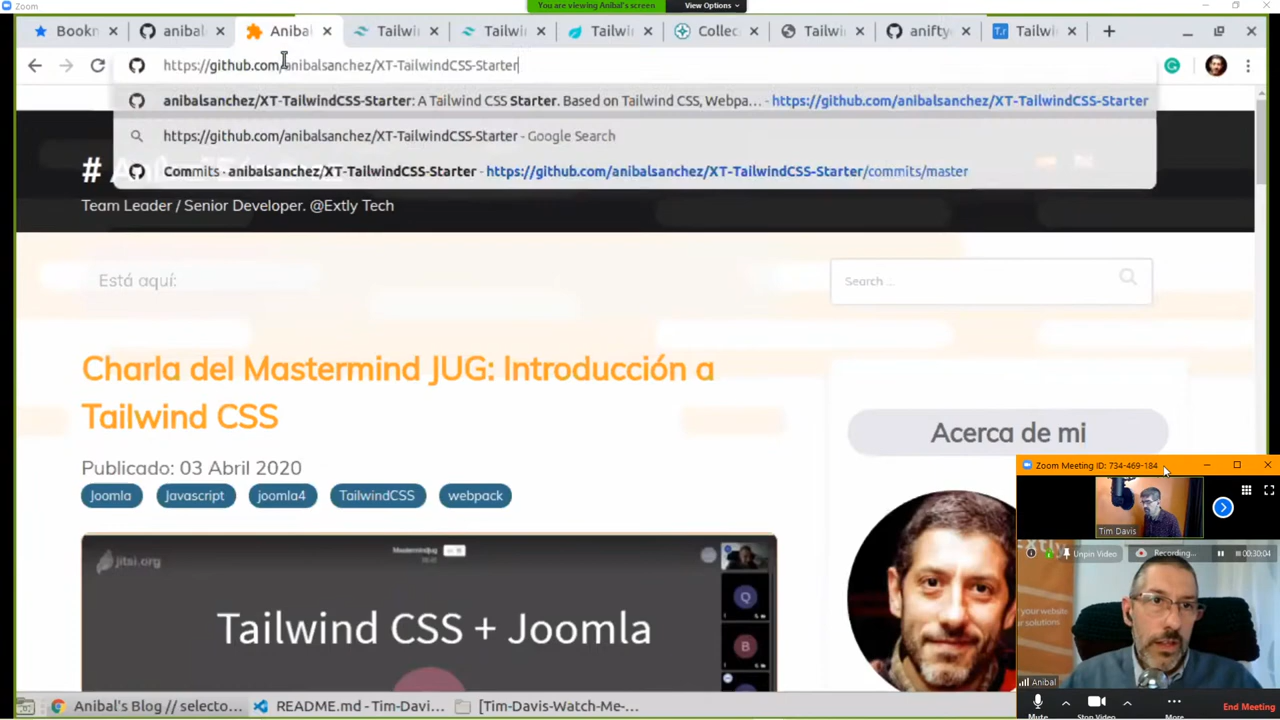 Zoom
You are viewing Anibal's screen
View Options
Bookn
anibal
Anibal
Tailwi
Tailwi
Tailwi
Collec
Tailwi
anifty
Tailwi
https://github.com/anibalsanchez/XT-TailwindCSS-Starter
anibalsanchez/XT-TailwindCSS-Starter: A Tailwind CSS Starter. Based on Tailwind CSS, Webpa... - https://github.com/anibalsanchez/XT-TailwindCSS-Starter
https://github.com/anibalsanchez/XT-TailwindCSS-Starter - Google Search
Commits · anibalsanchez/XT-TailwindCSS-Starter - https://github.com/anibalsanchez/XT-TailwindCSS-Starter/commits/master
#
Team Leader / Senior Developer. @Extly Tech
Está aquí:
Search ...
Charla del Mastermind JUG: Introducción a
Tailwind CSS
Publicado: 03 Abril 2020
Joomla
Javascript
joomla4
TailwindCSS
webpack
Acerca de mi
jitsi.org
Tailwind CSS + Joomla
Q
B
Zoom Meeting ID: 734-469-184
Tim Davis
Unpin Video
Recording...
00:30:04
your website
solutions
Anibal
Mute
Stop Video
More
End Meeting
Anibal's Blog // selecto...
README.md - Tim-Davi...
[Tim-Davis-Watch-Me-...